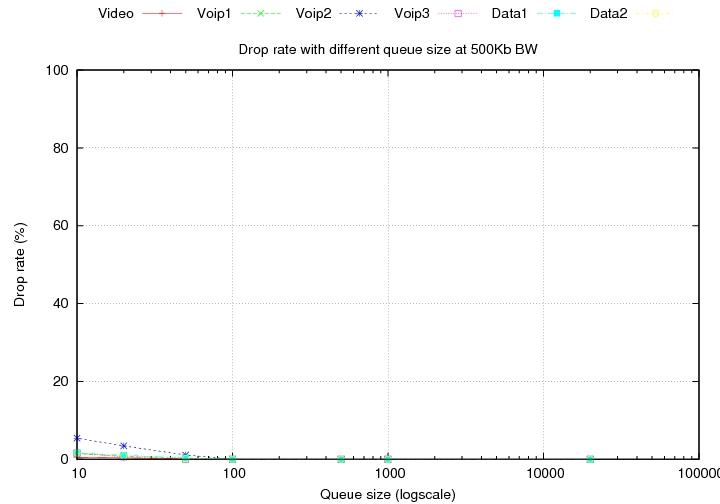 Video Voip1 Voip2 Voip3 Data1 Data2
Drop rate with different queue size at 500Kb BW
100
80
60
40
20
0
Drop rate (%)
10 100 1000 10000 100000
Queue size (logscale)